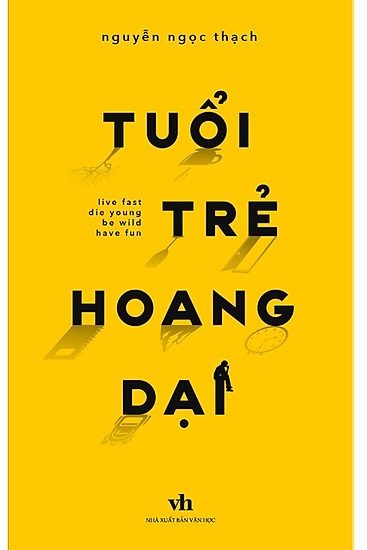 nguyễn ngọc thạch
TUỔI
live fast
die young
be wild
have fun
TRẺ
HOANG
DẠI
vh
NHÀ XUẤT BẢN VĂN HỌC